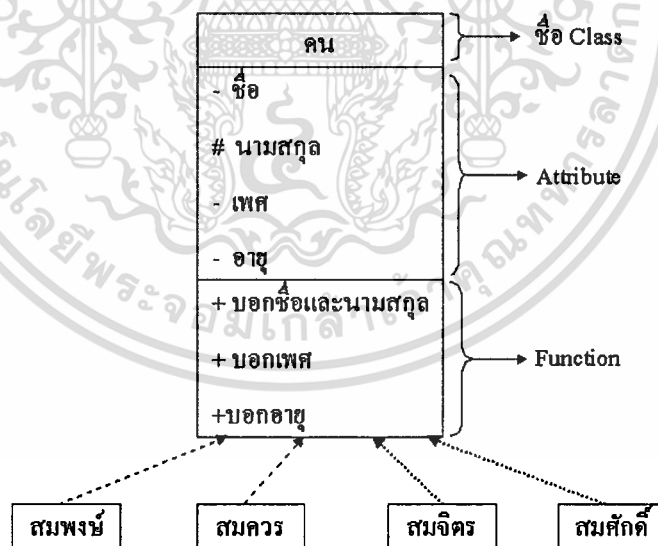 คน
ชื่อ Class
- ชื่อ
# นามสกุล
- เพศ
- อายุ
Attribute
+ บอกชื่อและนามสกุล
+ บอกเพศ
+บอกอายุ
Function
สมพงษ์
สมควร
สมจิตร
สมศักดิ์